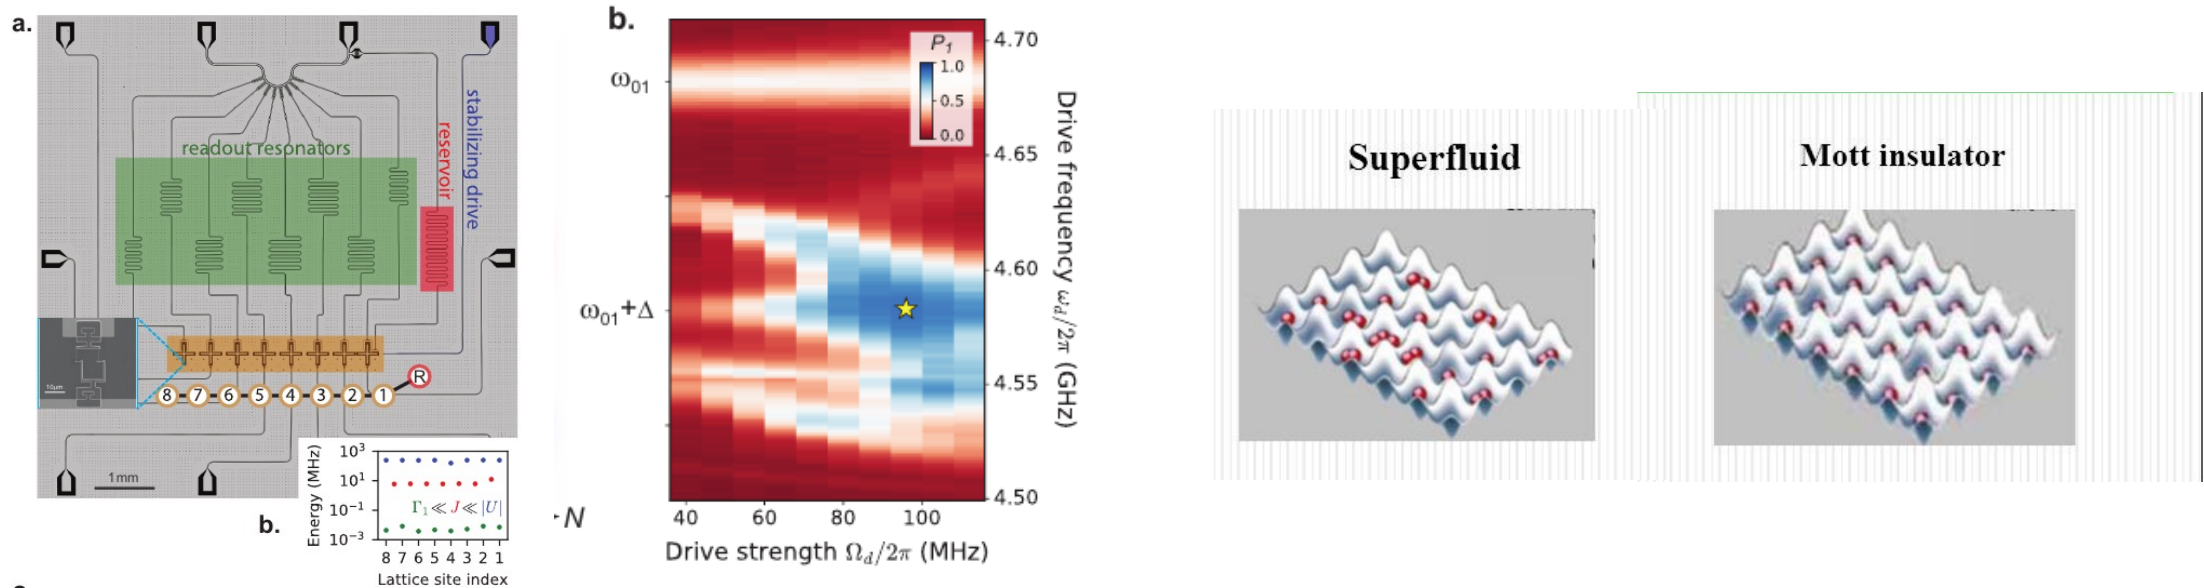 a.
readout resonators
reservoir
stabilizing drive
10μm
8 7 6 5 4 3 2 1 R
1mm
b.
Energy (MHz)
10³
10¹
10⁻¹
10⁻³
Γ₁ ≪ J ≪ |U|
8 7 6 5 4 3 2 1
Lattice site index
N
b.
P₁
1.0
0.5
0.0
ω₀₁
ω₀₁+Δ
4.70
4.65
4.60
4.55
4.50
Drive frequency ω_d/2π (GHz)
40 60 80 100
Drive strength Ω_d/2π (MHz)
Superfluid
Mott insulator